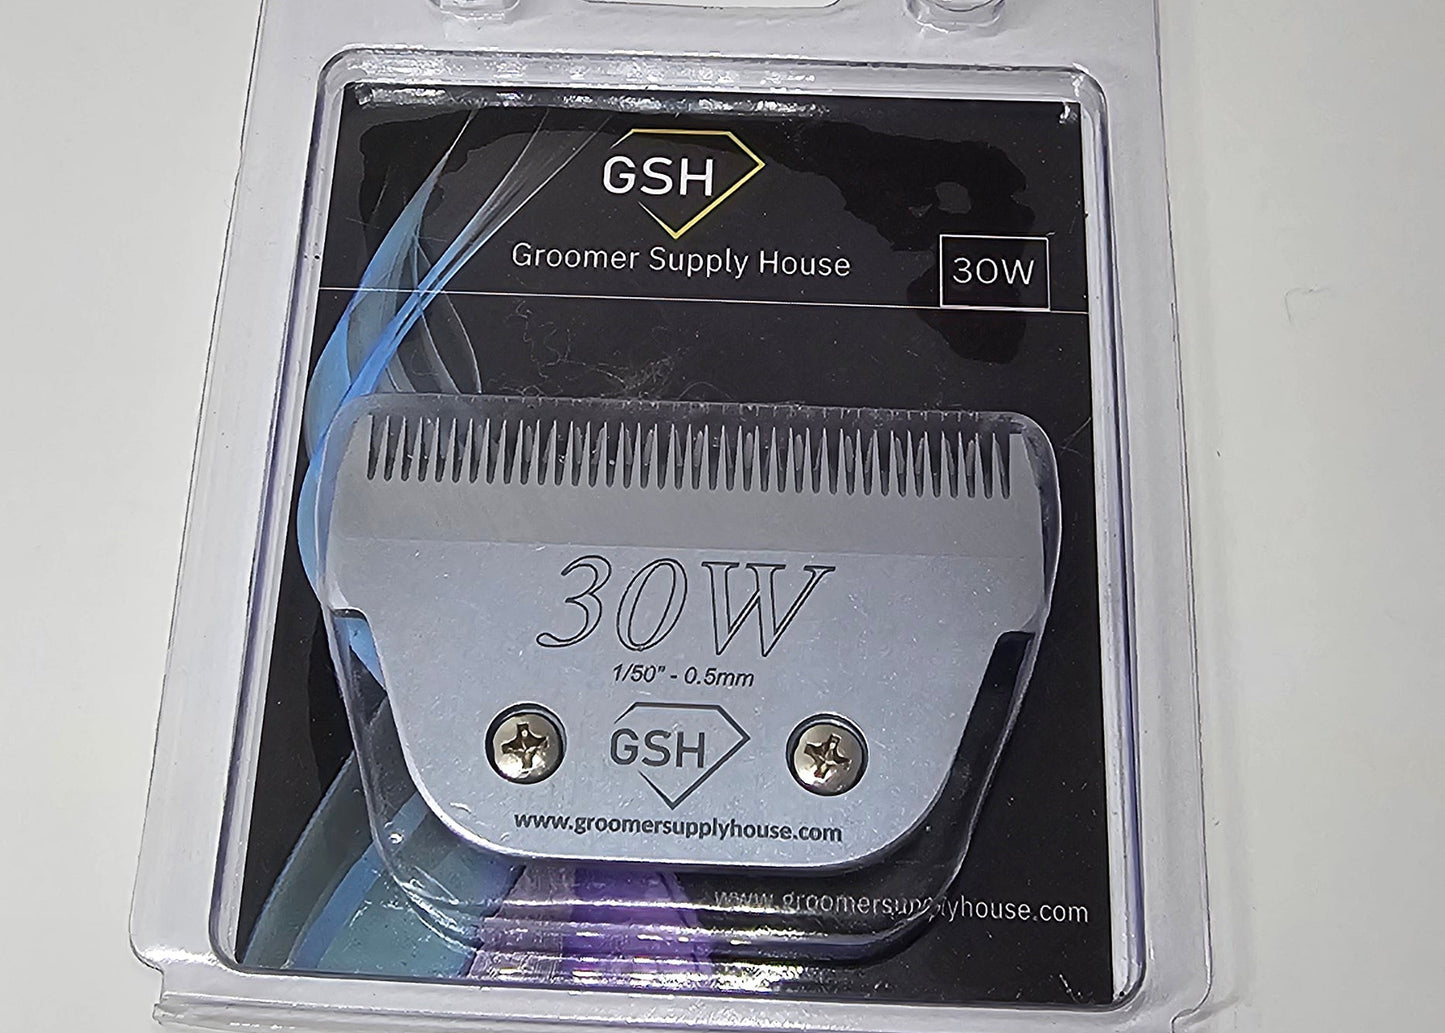 GSH
Groomer Supply House
30W
30W
1/50" - 0.5mm
GSH
www.groomersupplyhouse.com
www.groomersupplyhouse.com